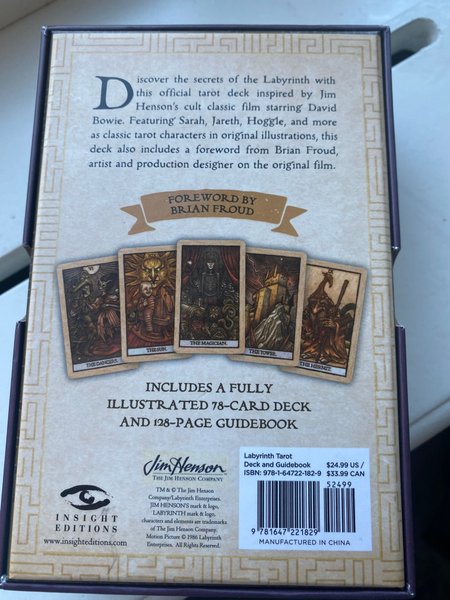 Discover the secrets of the Labyrinth with
this official tarot deck inspired by Jim
Henson's cult classic film starring David
Bowie. Featuring Sarah, Jareth, Hoggle, and more
as classic tarot characters in original illustrations, this
deck also includes a foreword from Brian Froud,
artist and production designer on the original film.
FOREWORD BY
BRIAN FROUD
THE DANCERS.
THE SUN.
THE MAGICIAN.
THE TOWER.
THE HERMIT.
INCLUDES A FULLY
ILLUSTRATED 78-CARD DECK
AND 128-PAGE GUIDEBOOK
INSIGHT
EDITIONS
www.insighteditions.com
Jim Henson
THE JIM HENSON COMPANY
TM & © The Jim Henson
Company/Labyrinth Enterprises.
JIM HENSON'S mark & logo,
LABYRINTH mark & logo,
characters and elements are trademarks
of The Jim Henson Company.
Motion Picture © 1986 Labyrinth
Enterprises. All Rights Reserved.
Labyrinth Tarot
Deck and Guidebook $24.99 US /
ISBN: 978-1-64722-182-9 $33.99 CAN
52499
9 781647 221829
MANUFACTURED IN CHINA